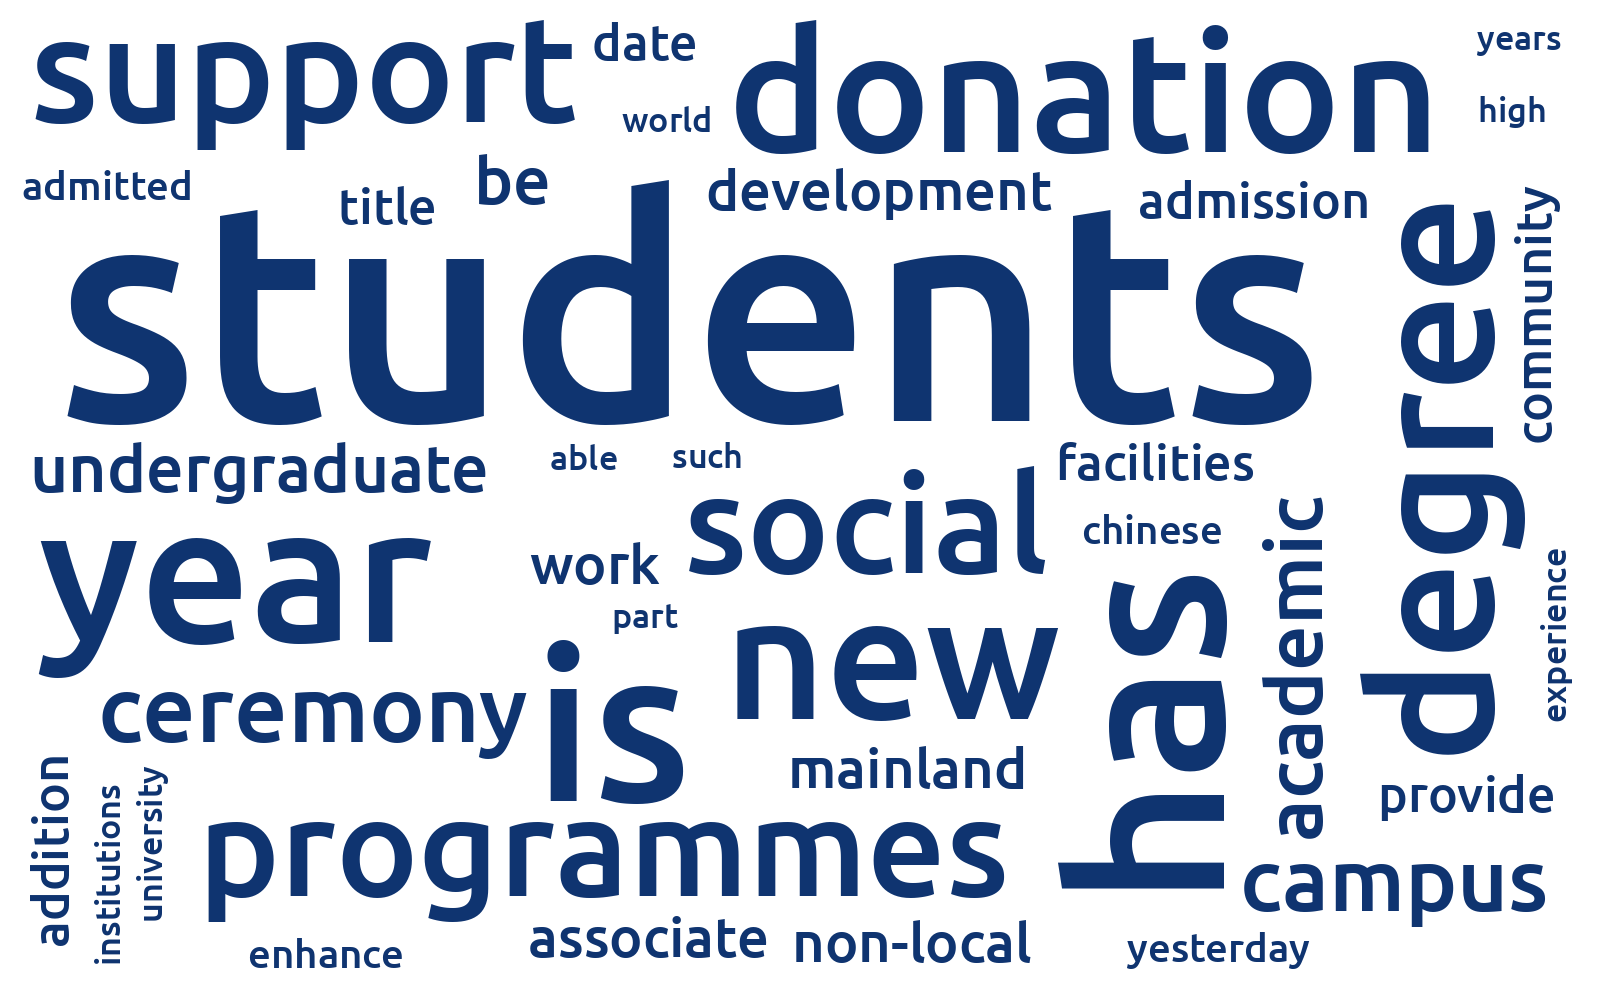 support
date
donation
years
world
high
admitted
title
be
development
admission
community
students
degree
undergraduate
able
such
facilities
social
chinese
academic
year
work
experience
part
new
has
is
ceremony
mainland
provide
addition
institutions
university
programmes
campus
associate
non-local
yesterday
enhance